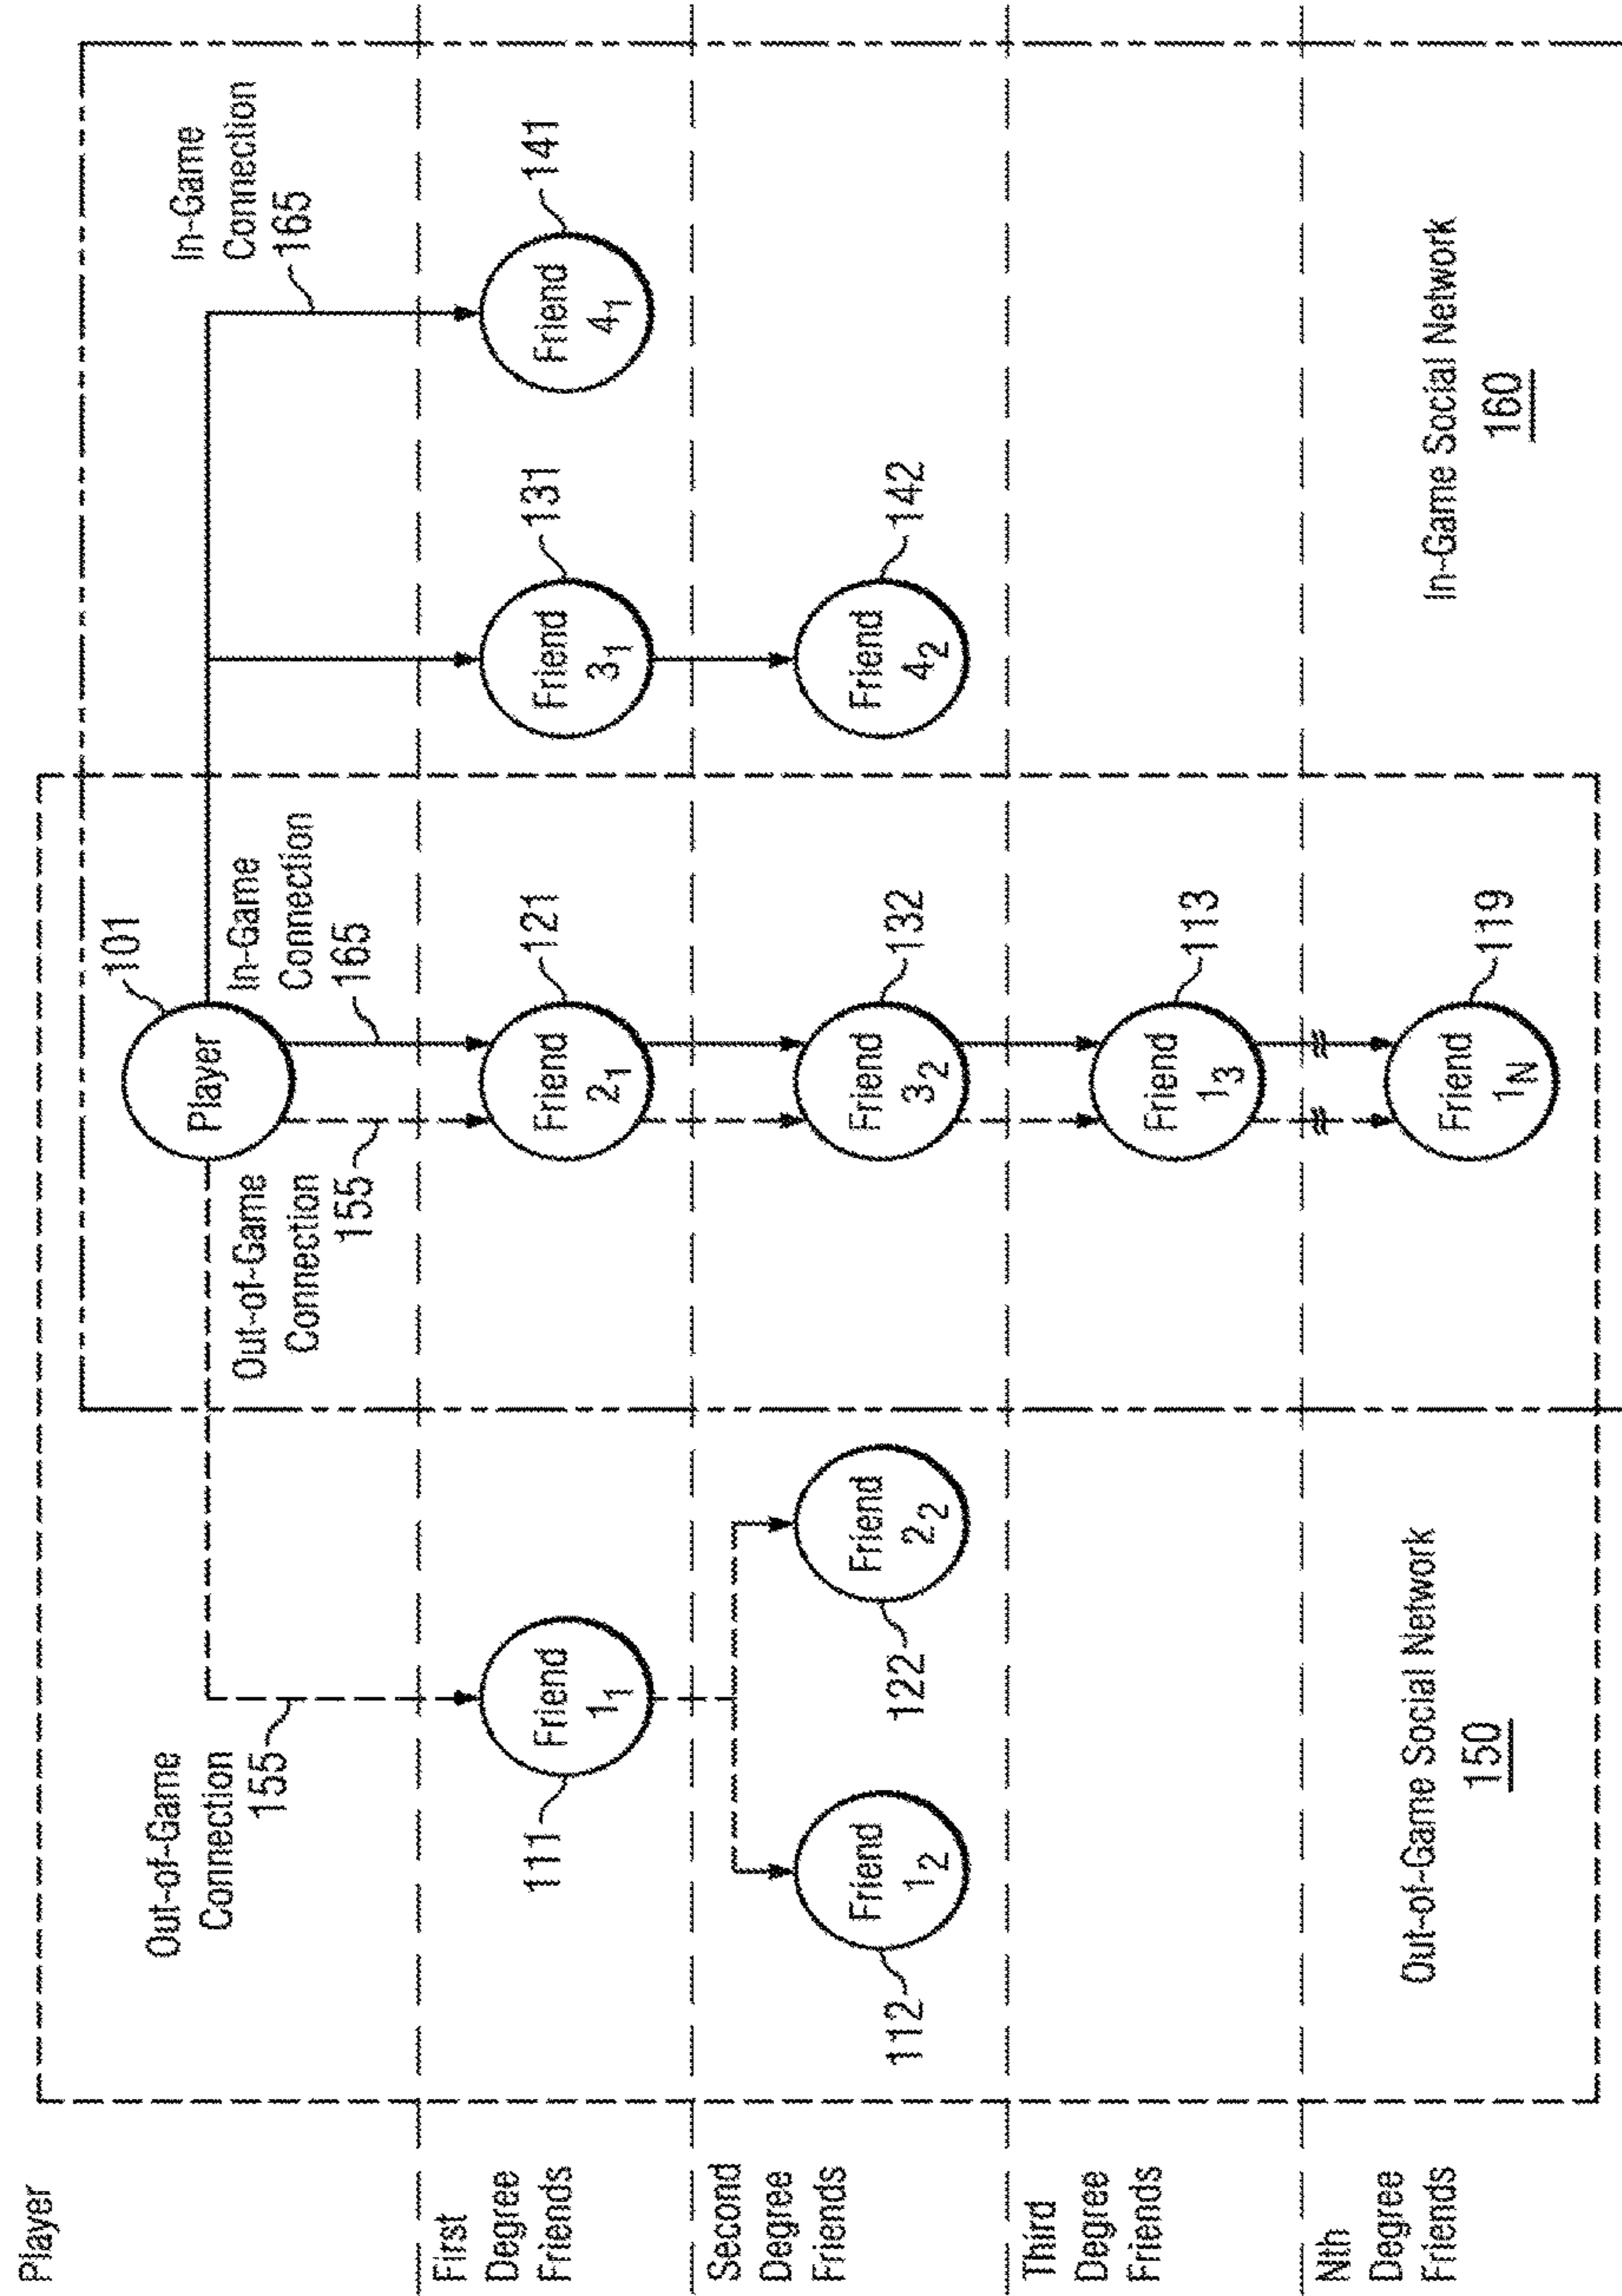 Player
First
Degree
Friends
Second
Degree
Friends
Third
Degree
Friends
Nth
Degree
Friends
Out-of-Game
Connection
155
Player
101
Out-of-Game
Connection
155
In-Game
Connection
165
In-Game
Connection
165
Friend
1₁
111
Friend
2₁
121
Friend
3₁
131
Friend
4₁
141
Friend
1₂
112
Friend
2₂
122
Friend
3₂
132
Friend
4₂
142
Friend
1₃
113
Friend
1N
119
Out-of-Game Social Network
150
In-Game Social Network
160